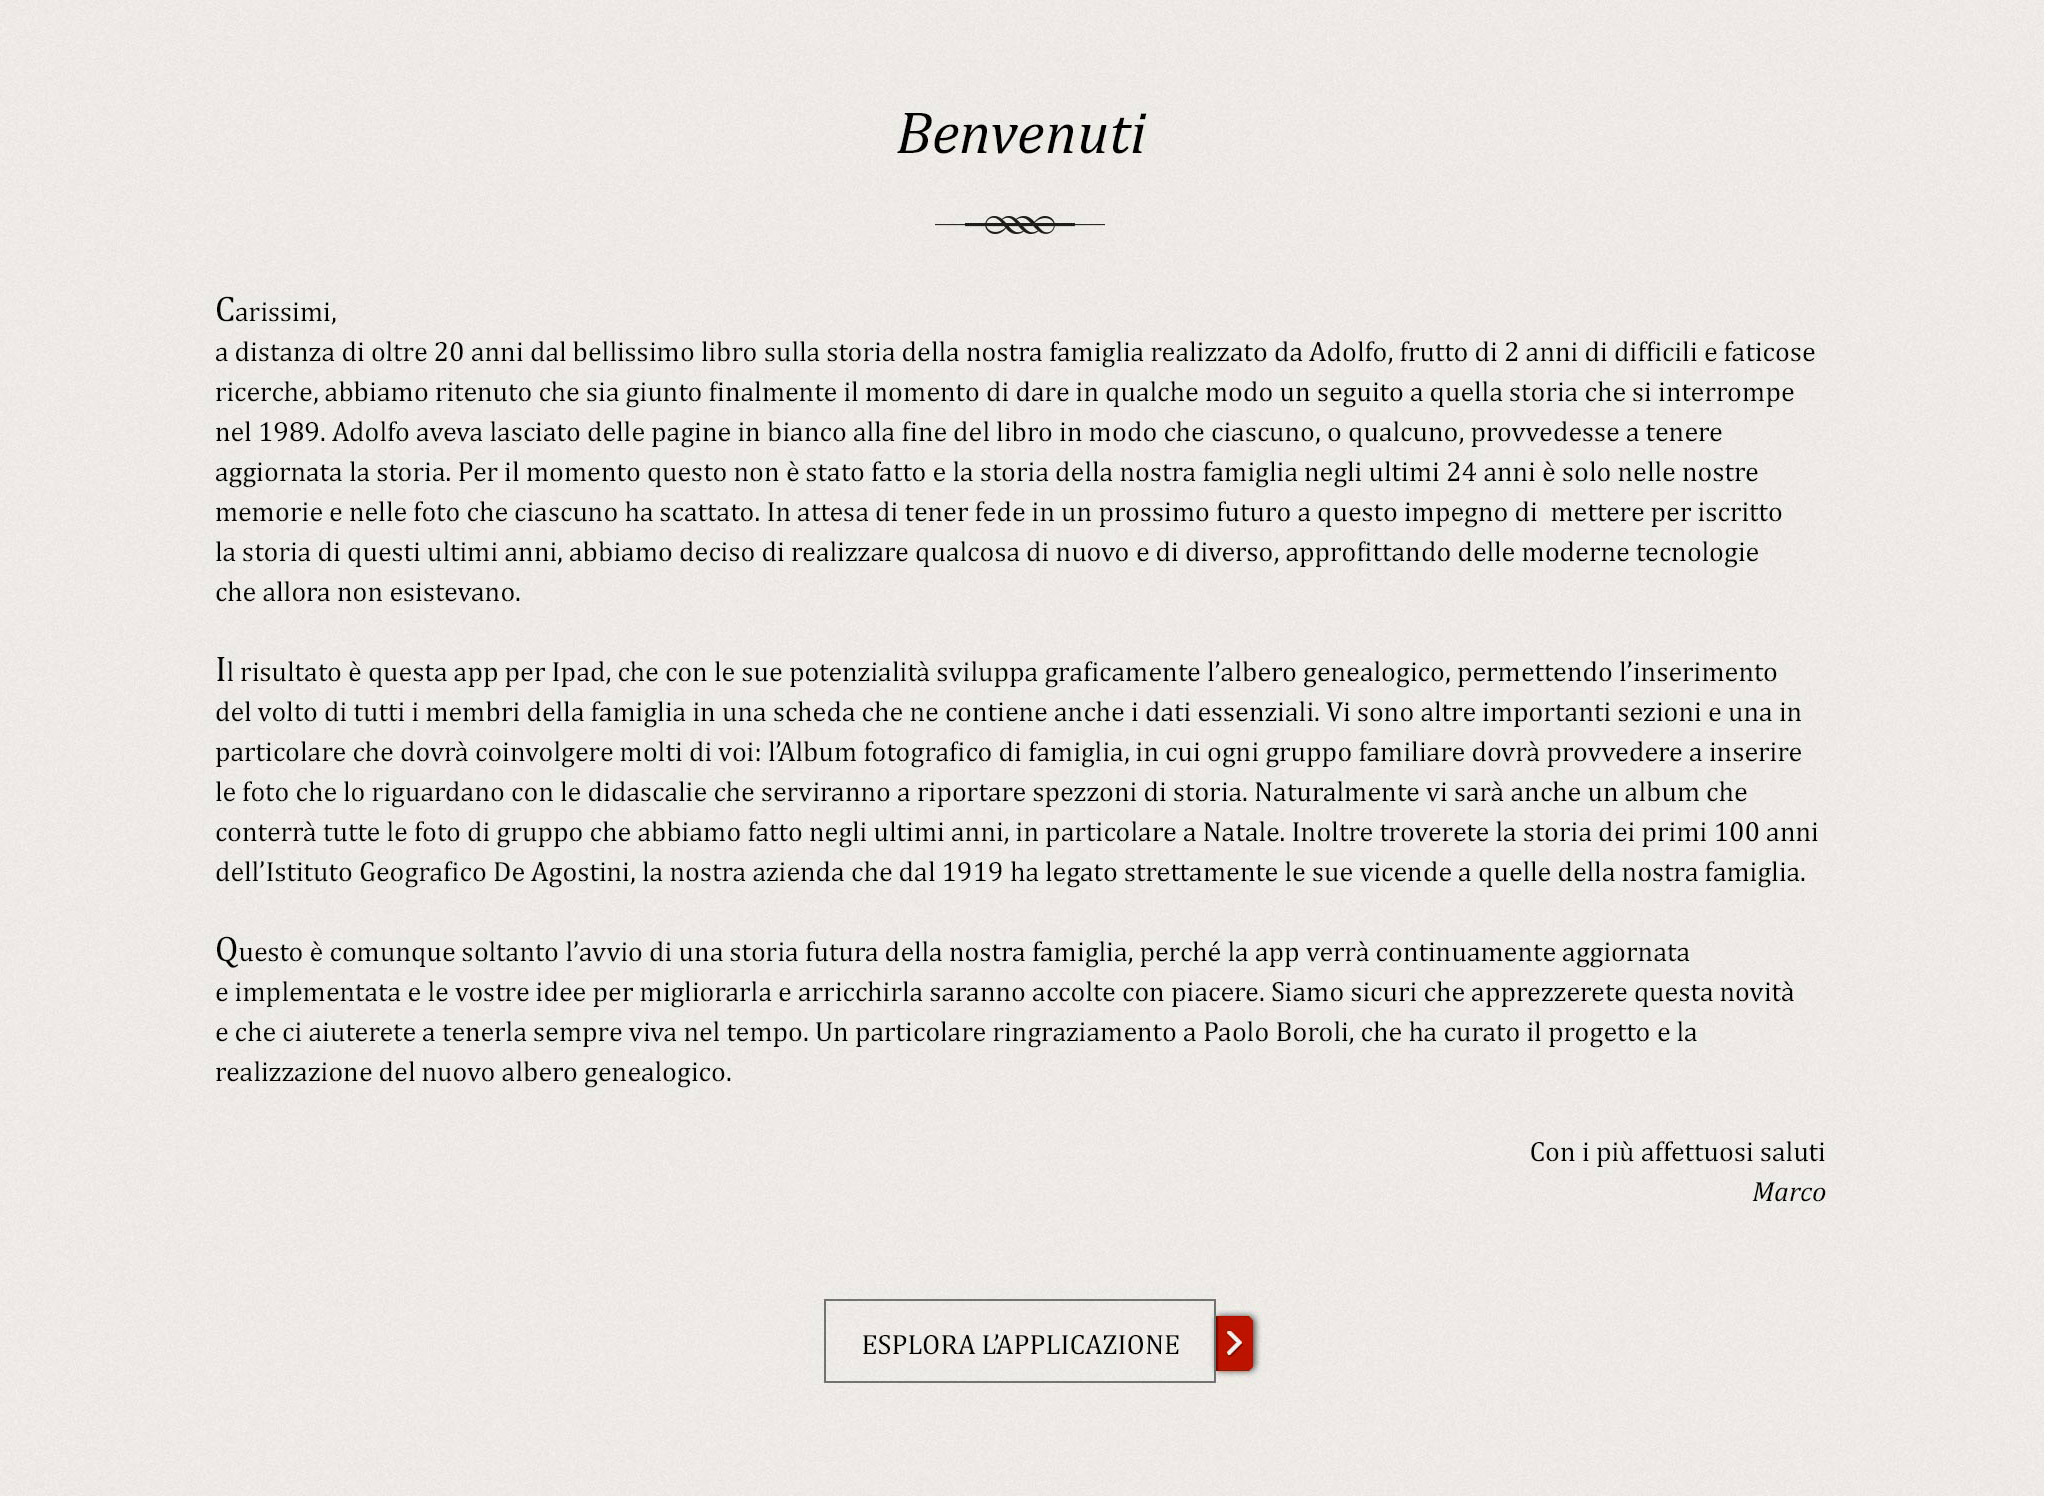 Benvenuti
Carissimi,
a distanza di oltre 20 anni dal bellissimo libro sulla storia della nostra famiglia realizzato da Adolfo, frutto di 2 anni di difficili e faticose
ricerche, abbiamo ritenuto che sia giunto finalmente il momento di dare in qualche modo un seguito a quella storia che si interrompe
nel 1989. Adolfo aveva lasciato delle pagine in bianco alla fine del libro in modo che ciascuno, o qualcuno, provvedesse a tenere
aggiornata la storia. Per il momento questo non è stato fatto e la storia della nostra famiglia negli ultimi 24 anni è solo nelle nostre
memorie e nelle foto che ciascuno ha scattato. In attesa di tener fede in un prossimo futuro a questo impegno di  mettere per iscritto
la storia di questi ultimi anni, abbiamo deciso di realizzare qualcosa di nuovo e di diverso, approfittando delle moderne tecnologie
che allora non esistevano.
Il risultato è questa app per Ipad, che con le sue potenzialità sviluppa graficamente l’albero genealogico, permettendo l’inserimento
del volto di tutti i membri della famiglia in una scheda che ne contiene anche i dati essenziali. Vi sono altre importanti sezioni e una in
particolare che dovrà coinvolgere molti di voi: l’Album fotografico di famiglia, in cui ogni gruppo familiare dovrà provvedere a inserire
le foto che lo riguardano con le didascalie che serviranno a riportare spezzoni di storia. Naturalmente vi sarà anche un album che
conterrà tutte le foto di gruppo che abbiamo fatto negli ultimi anni, in particolare a Natale. Inoltre troverete la storia dei primi 100 anni
dell’Istituto Geografico De Agostini, la nostra azienda che dal 1919 ha legato strettamente le sue vicende a quelle della nostra famiglia.
Questo è comunque soltanto l’avvio di una storia futura della nostra famiglia, perché la app verrà continuamente aggiornata
e implementata e le vostre idee per migliorarla e arricchirla saranno accolte con piacere. Siamo sicuri che apprezzerete questa novità
e che ci aiuterete a tenerla sempre viva nel tempo. Un particolare ringraziamento a Paolo Boroli, che ha curato il progetto e la
realizzazione del nuovo albero genealogico.
Con i più affettuosi saluti
Marco
ESPLORA L’APPLICAZIONE